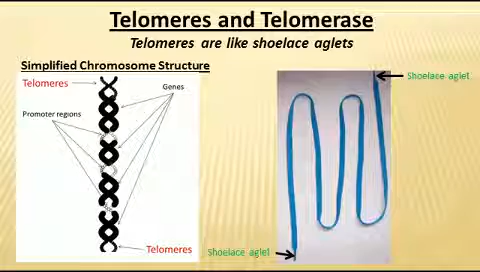 Telomeres and Telomerase
Telomeres are like shoelace aglets
Simplified Chromosome Structure
Telomeres
Genes
Promoter regions
Telomeres
Shoelace aglet
Shoelace aglet